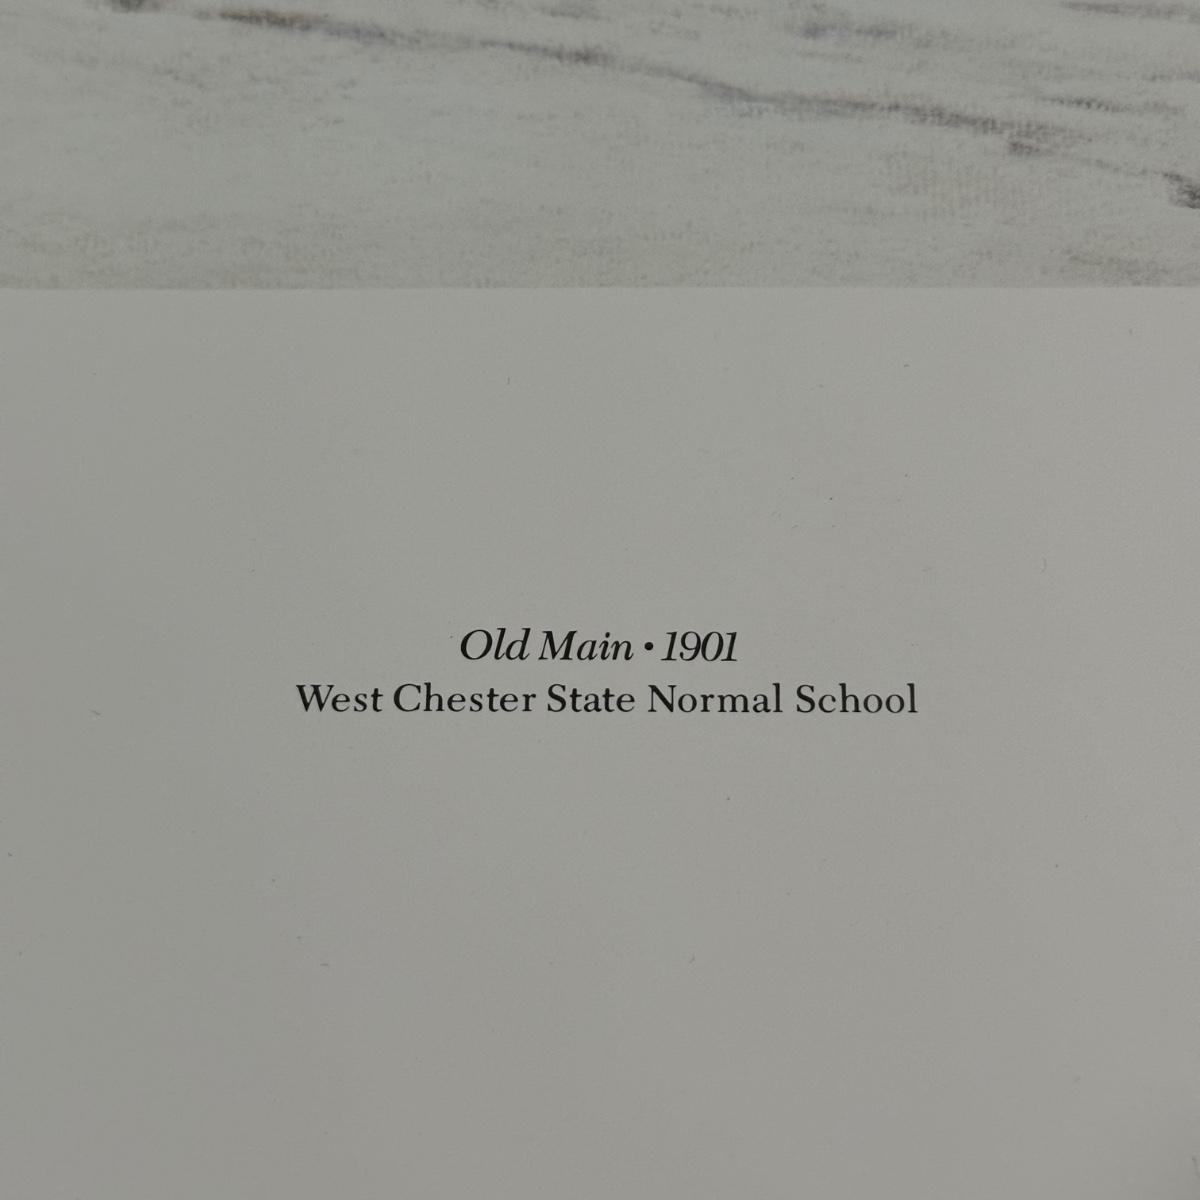 Old Main • 1901
West Chester State Normal School